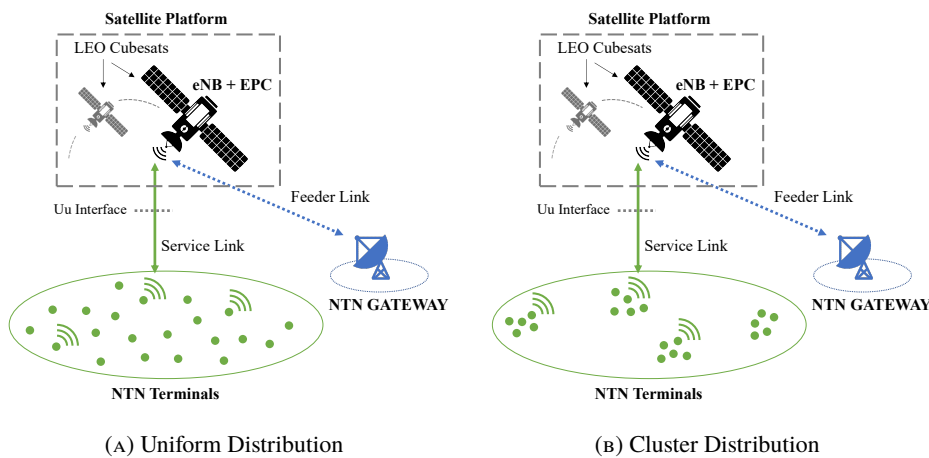 Satellite Platform
LEO Cubesats
eNB + EPC
Feeder Link
Uu Interface
Service Link
NTN GATEWAY
NTN Terminals
(A) Uniform Distribution
Satellite Platform
LEO Cubesats
eNB + EPC
Feeder Link
Uu Interface
Service Link
NTN GATEWAY
NTN Terminals
(B) Cluster Distribution